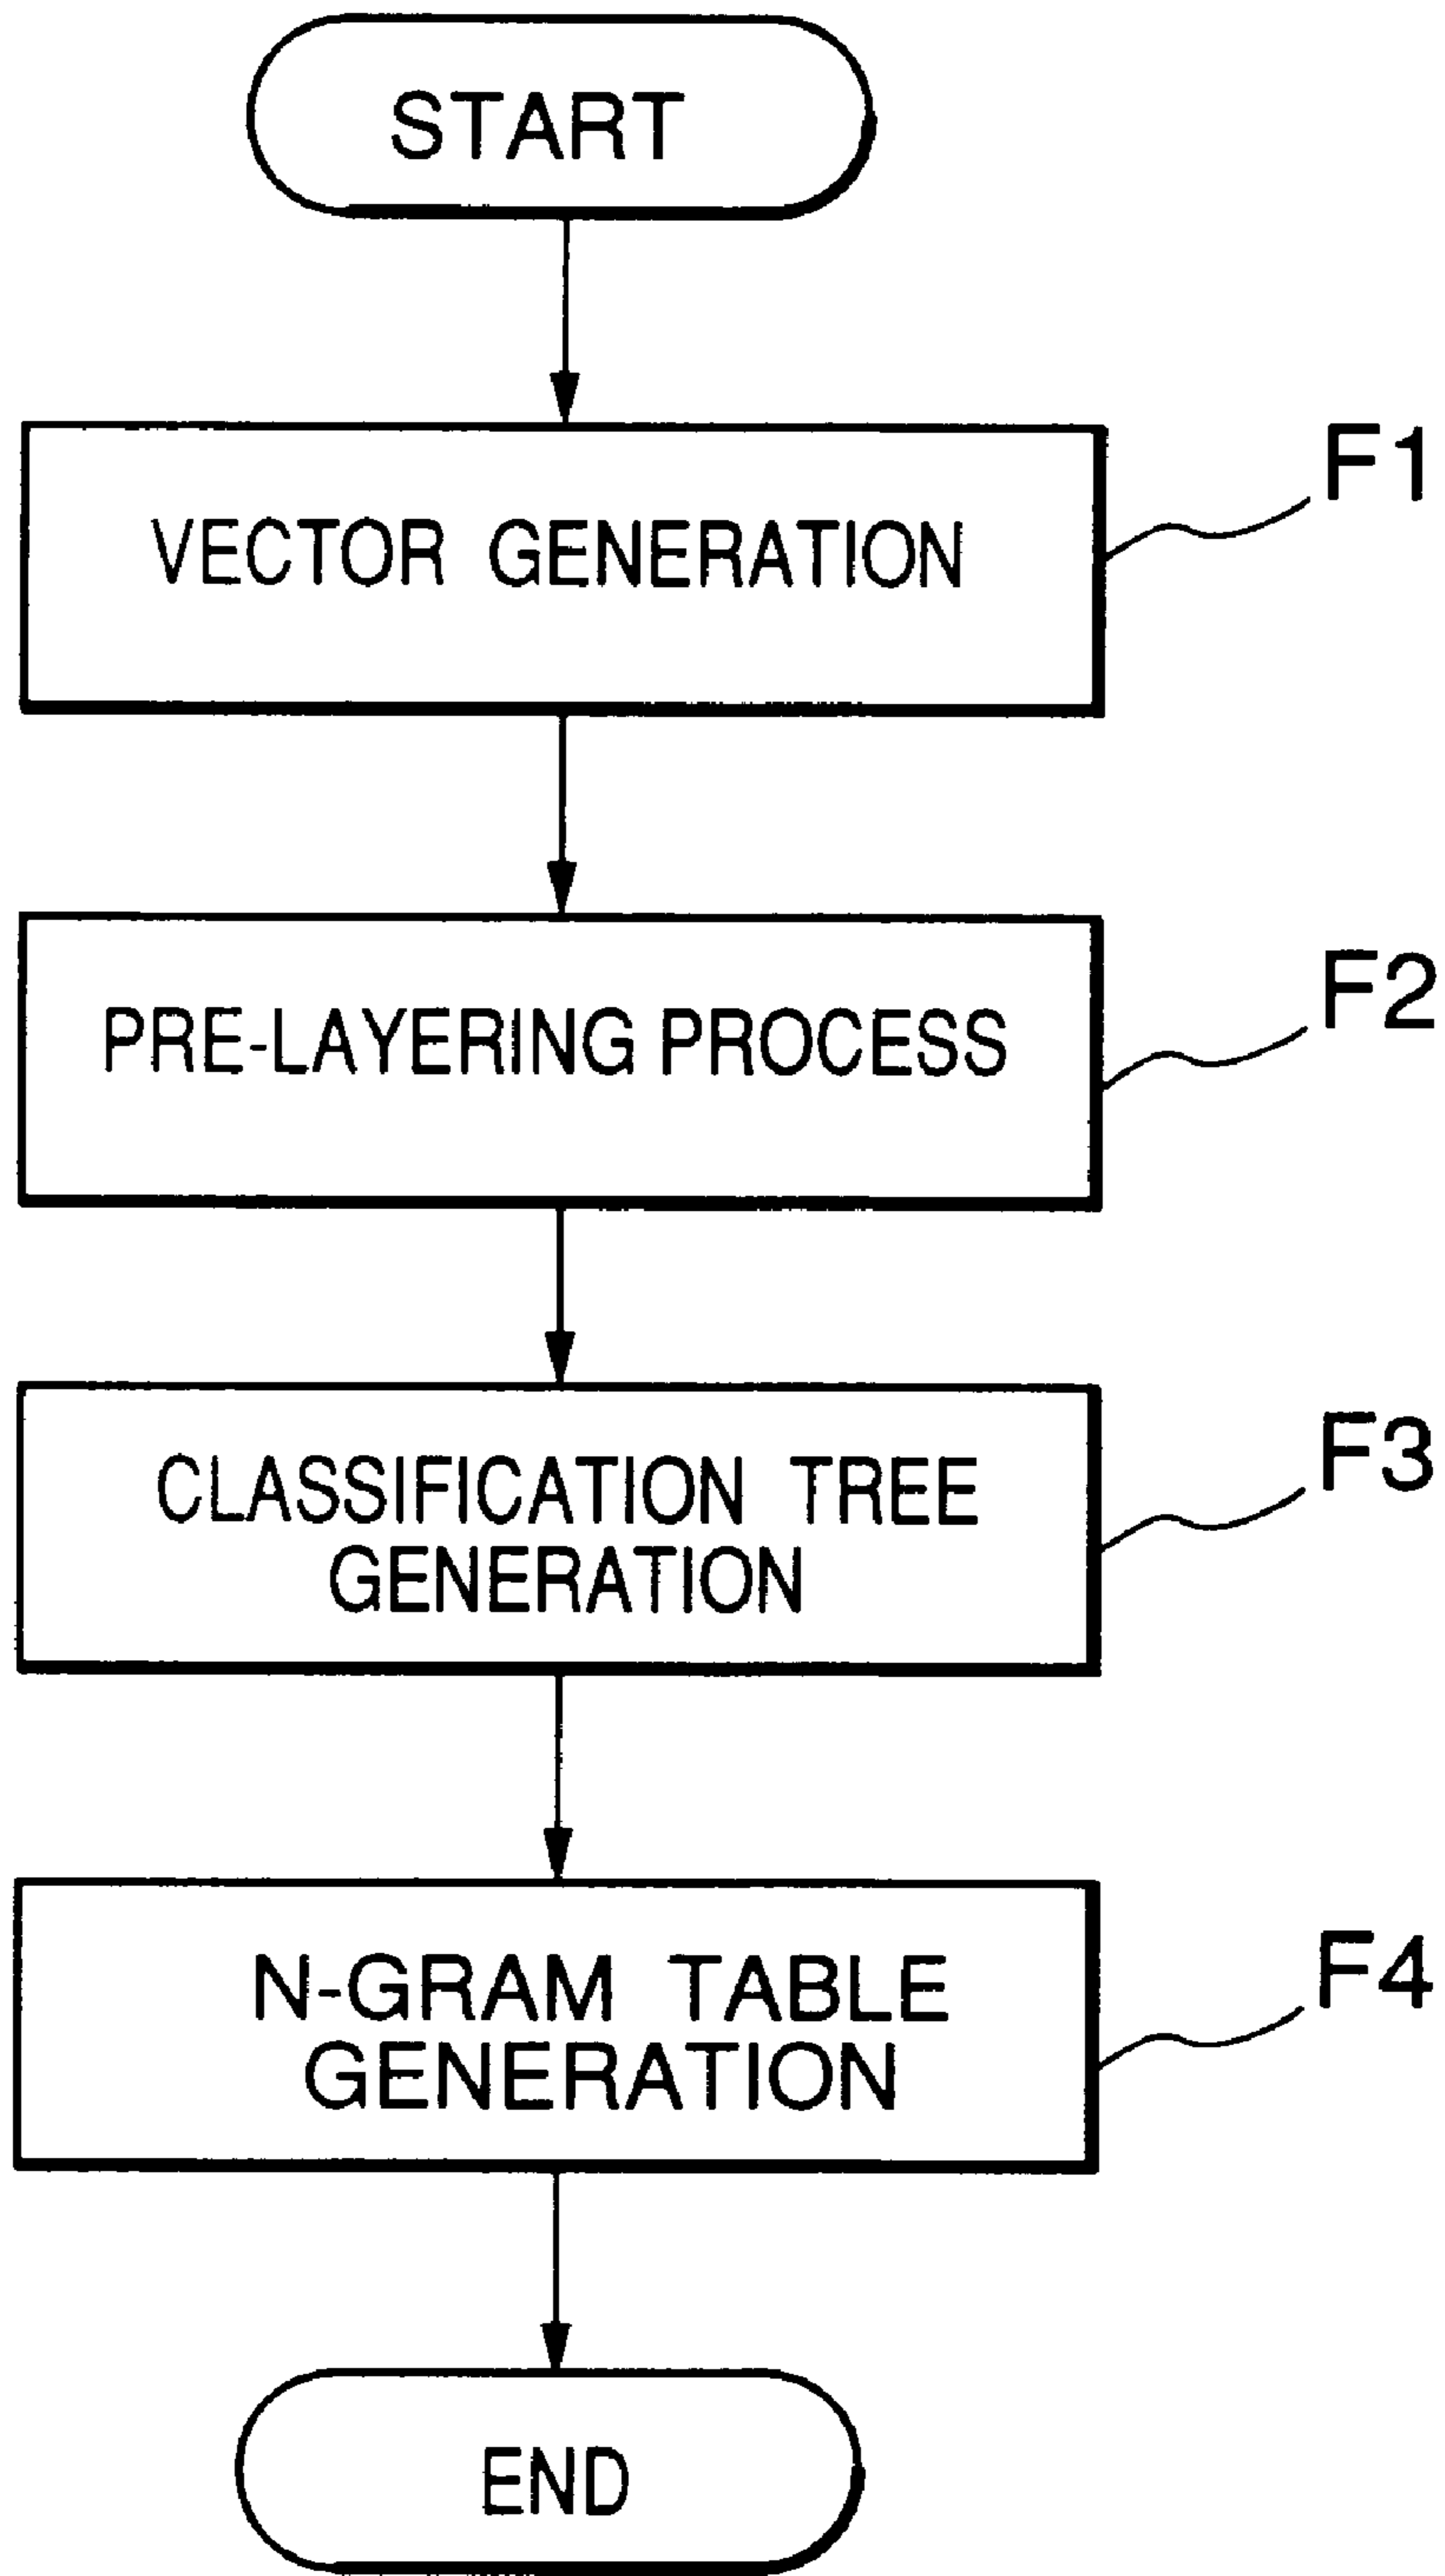 START
VECTOR GENERATION
F1
PRE-LAYERING PROCESS
F2
CLASSIFICATION TREE
GENERATION
F3
N-GRAM TABLE
GENERATION
F4
END